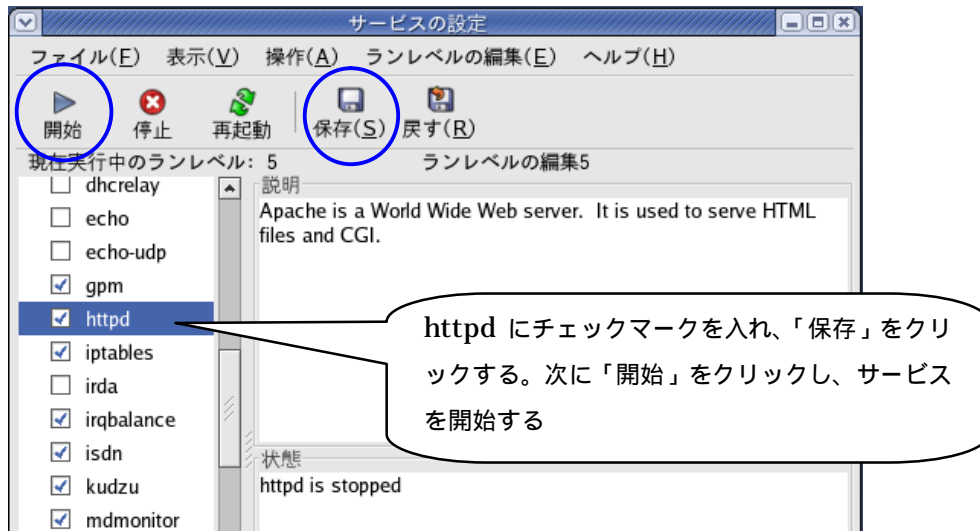 サービスの設定
ファイル(F) 表示(V) 操作(A) ランレベルの編集(E) ヘルプ(H)
開始 停止 再起動 保存(S) 戻す(R)
現在実行中のランレベル: 5 ランレベルの編集5
dhcrelay
echo
echo-udp
gpm
httpd
iptables
irda
irqbalance
isdn
kudzu
mdmonitor
説明
Apache is a World Wide Web server. It is used to serve HTML
files and CGI.
httpd にチェックマークを入れ、「保存」をクリ
ックする。次に「開始」をクリックし、サービス
を開始する
状態
httpd is stopped